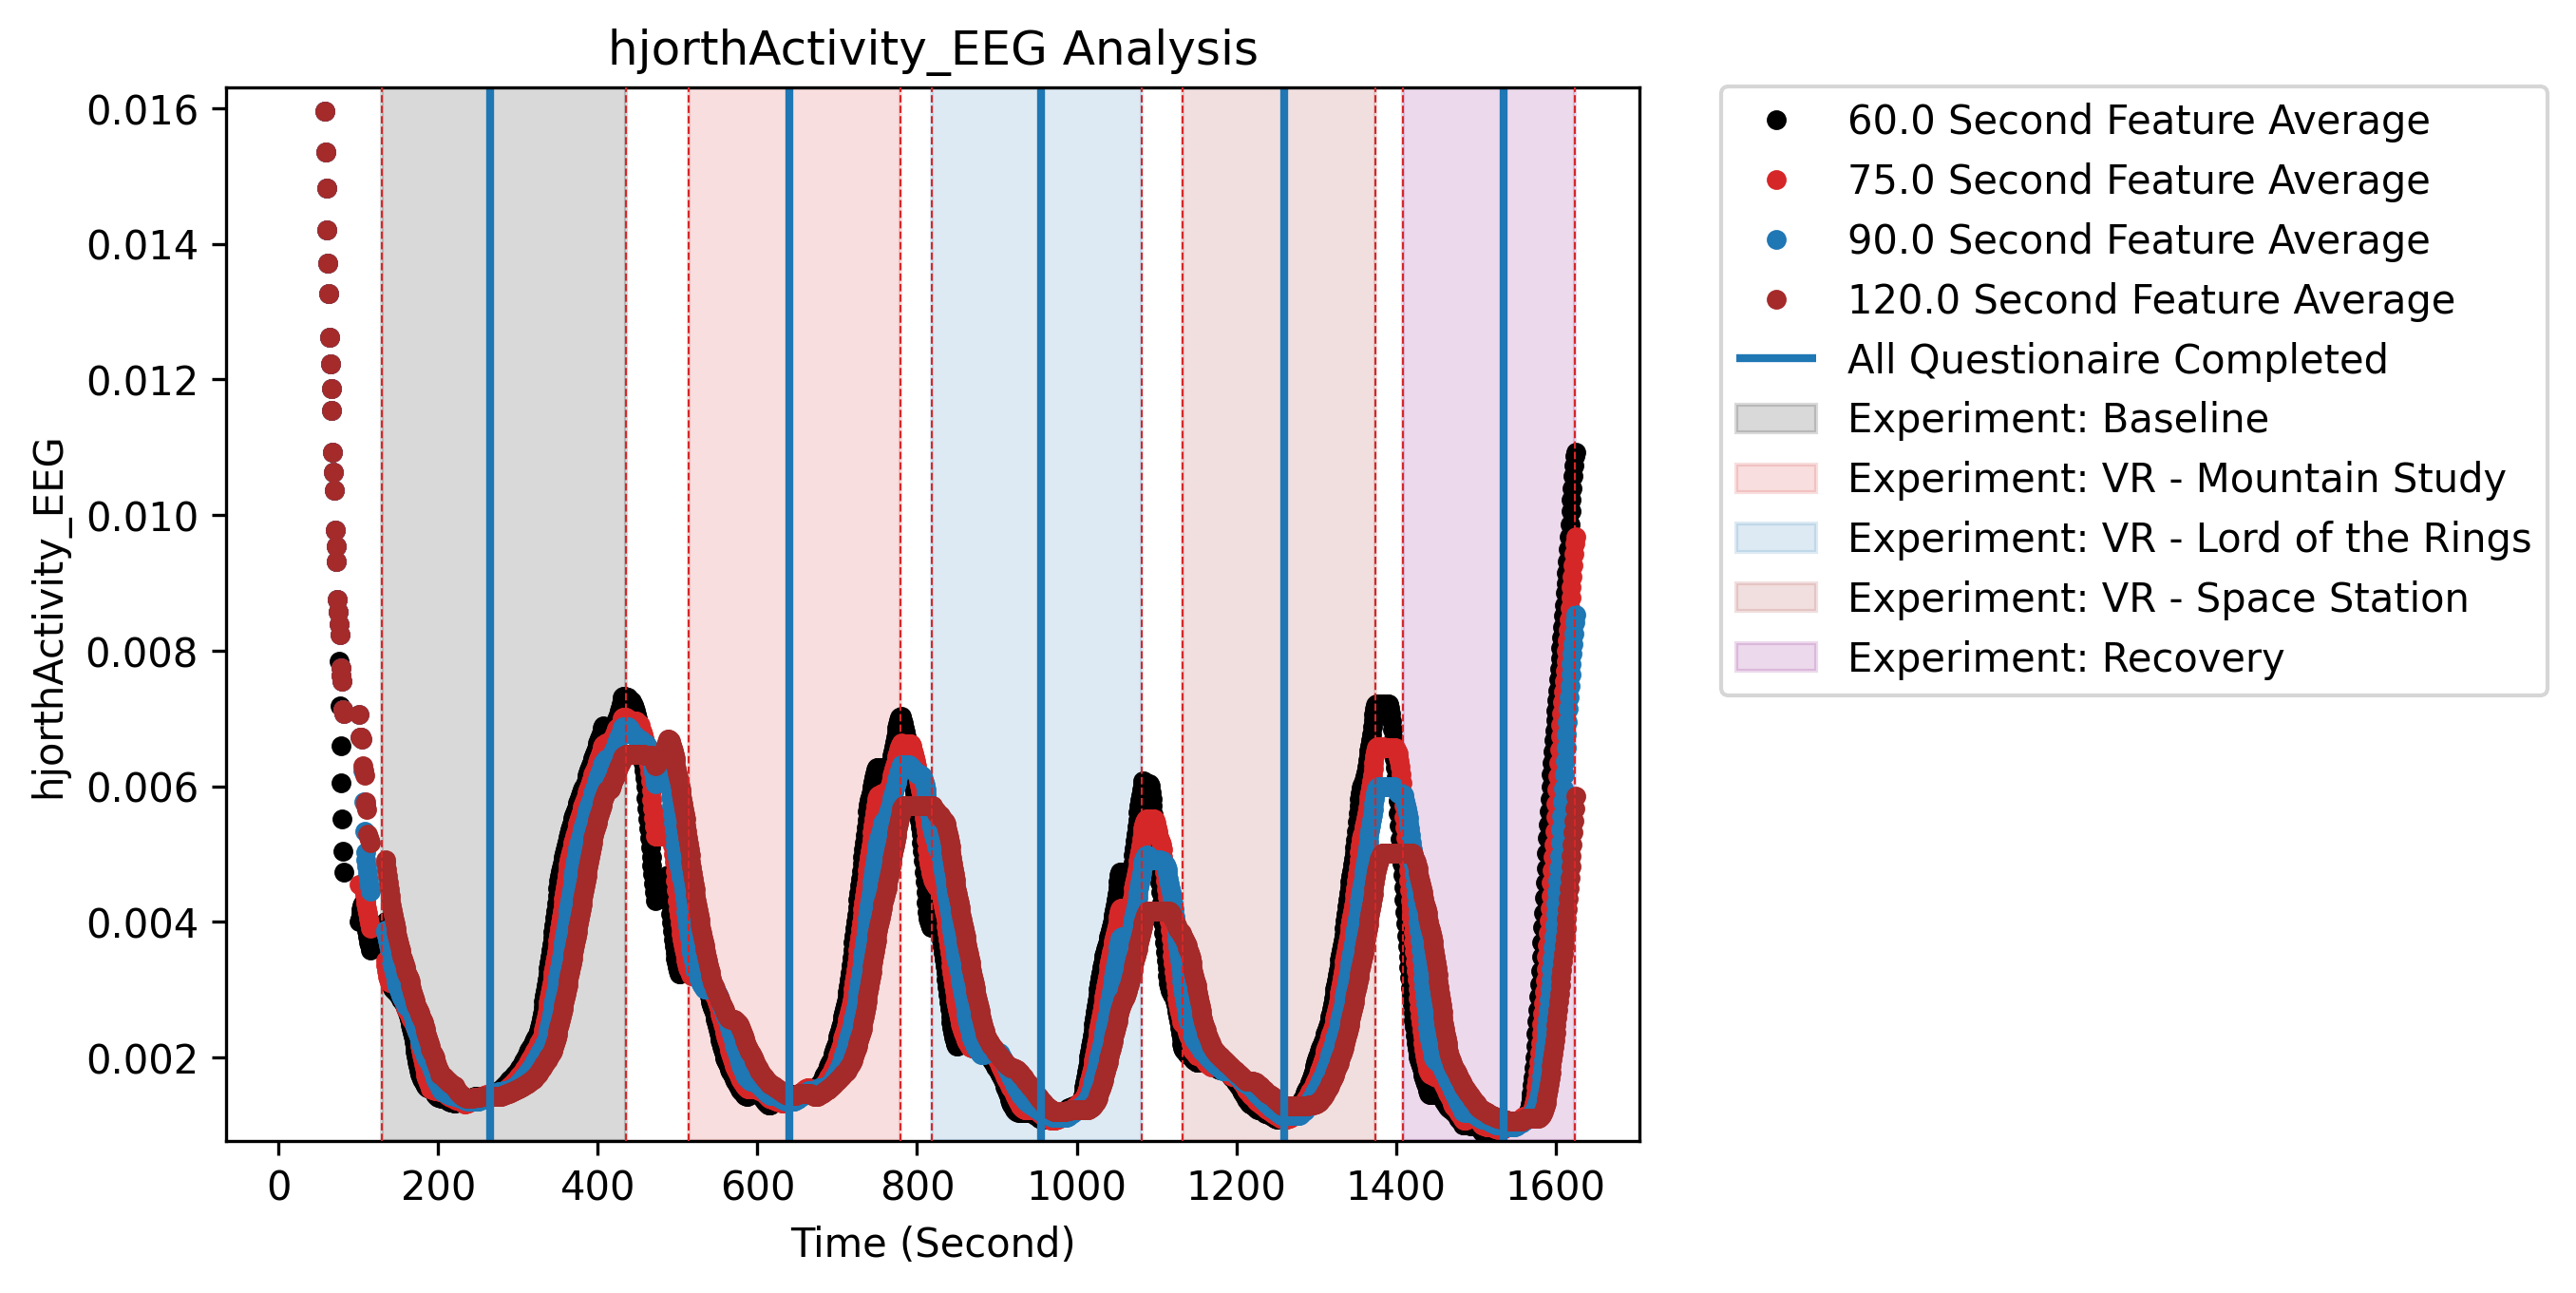 hjorthActivity_EEG Analysis
0.016
0.014
0.012
0.010
0.008
0.006
0.004
0.002
hjorthActivity_EEG
0 200 400 600 800 1000 1200 1400 1600
Time (Second)
60.0 Second Feature Average
75.0 Second Feature Average
90.0 Second Feature Average
120.0 Second Feature Average
All Questionaire Completed
Experiment: Baseline
Experiment: VR - Mountain Study
Experiment: VR - Lord of the Rings
Experiment: VR - Space Station
Experiment: Recovery